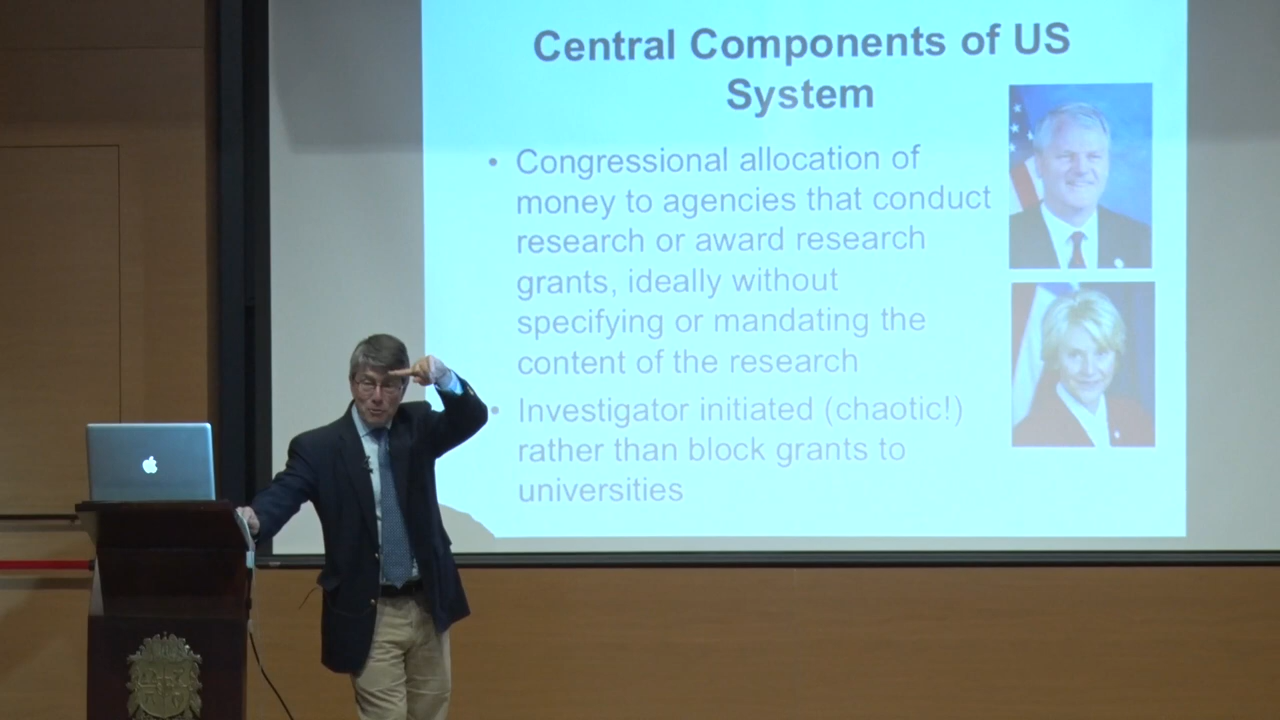 Central Components of US
System
• Congressional allocation of
money to agencies that conduct
research or award research
grants, ideally without
specifying or mandating the
content of the research
• Investigator initiated (chaotic!)
rather than block grants to
universities